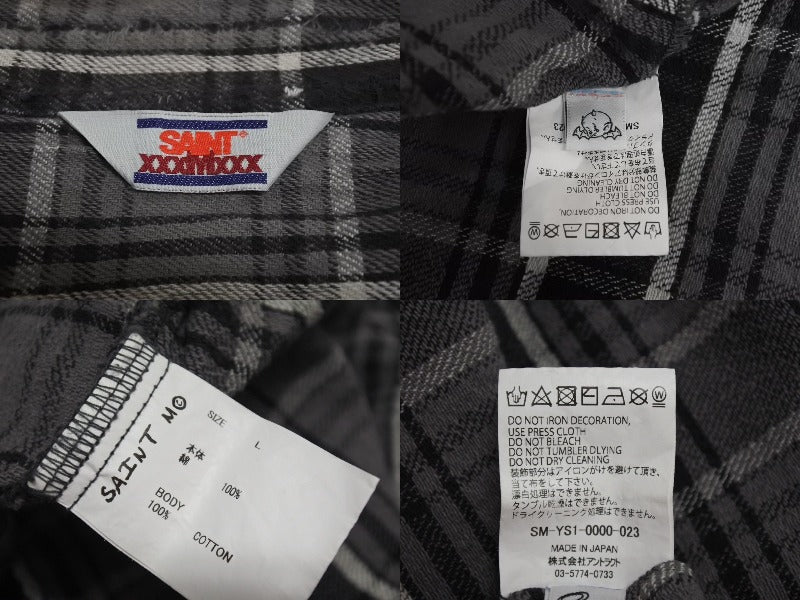 SAINT
XXXMXXX
SM
023
DO NOT DRY CLEANING
DO NOT TUMBLER DLYING
DO NOT BLEACH
USE PRESS CLOTH
DO NOT IRON DECORATION,
SAINT MO
SIZE L
本体
綿 100%
BODY
100% COTTON
DO NOT IRON DECORATION,
USE PRESS CLOTH
DO NOT BLEACH
DO NOT TUMBLER DLYING
DO NOT DRY CLEANING
装飾部分はアイロンがけを避けて頂き,
当て布をして下さい。
漂白処理はできません。
タンブル乾燥はできません。
ドライクリーニング処理はできません。
SM-YS1-0000-023
MADE IN JAPAN
株式会社アントラクト
03-5774-0733